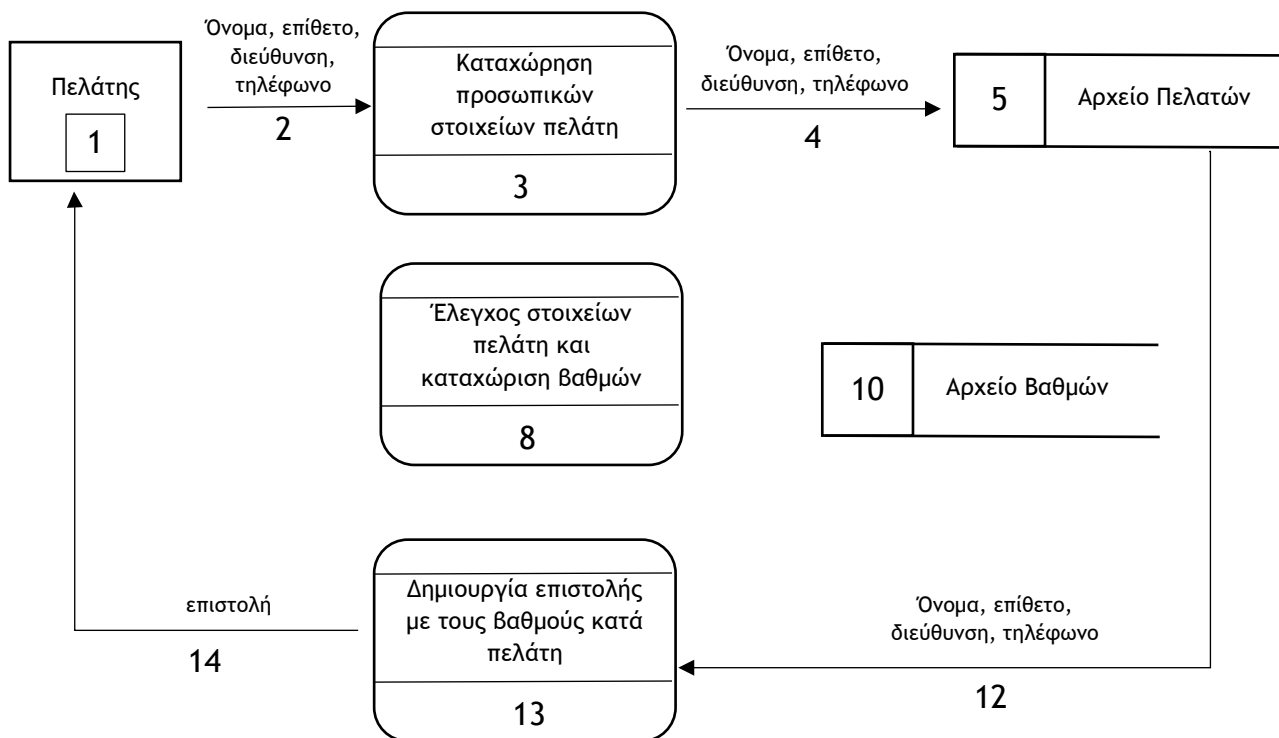 Πελάτης
1
Όνομα, επίθετο,
διεύθυνση,
τηλέφωνο
2
Καταχώρηση
προσωπικών
στοιχείων πελάτη
3
Όνομα, επίθετο,
διεύθυνση, τηλέφωνο
4
5
Αρχείο Πελατών
Έλεγχος στοιχείων
πελάτη και
καταχώριση βαθμών
8
10
Αρχείο Βαθμών
επιστολή
14
Δημιουργία επιστολής
με τους βαθμούς κατά
πελάτη
13
Όνομα, επίθετο,
διεύθυνση, τηλέφωνο
12